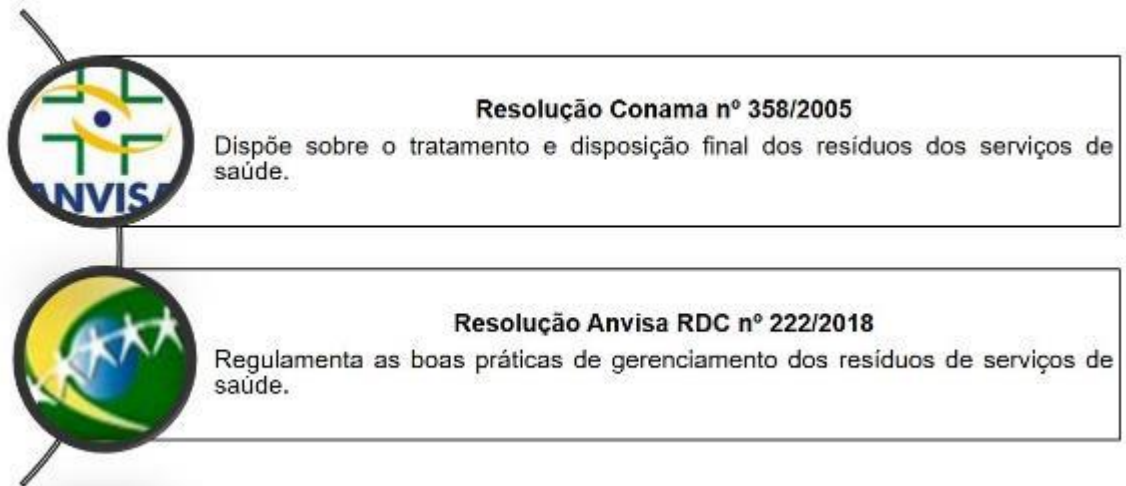 ANVISA
Resolução Conama nº 358/2005
Dispõe sobre o tratamento e disposição final dos resíduos dos serviços de
saúde.
Resolução Anvisa RDC nº 222/2018
Regulamenta as boas práticas de gerenciamento dos resíduos de serviços de
saúde.